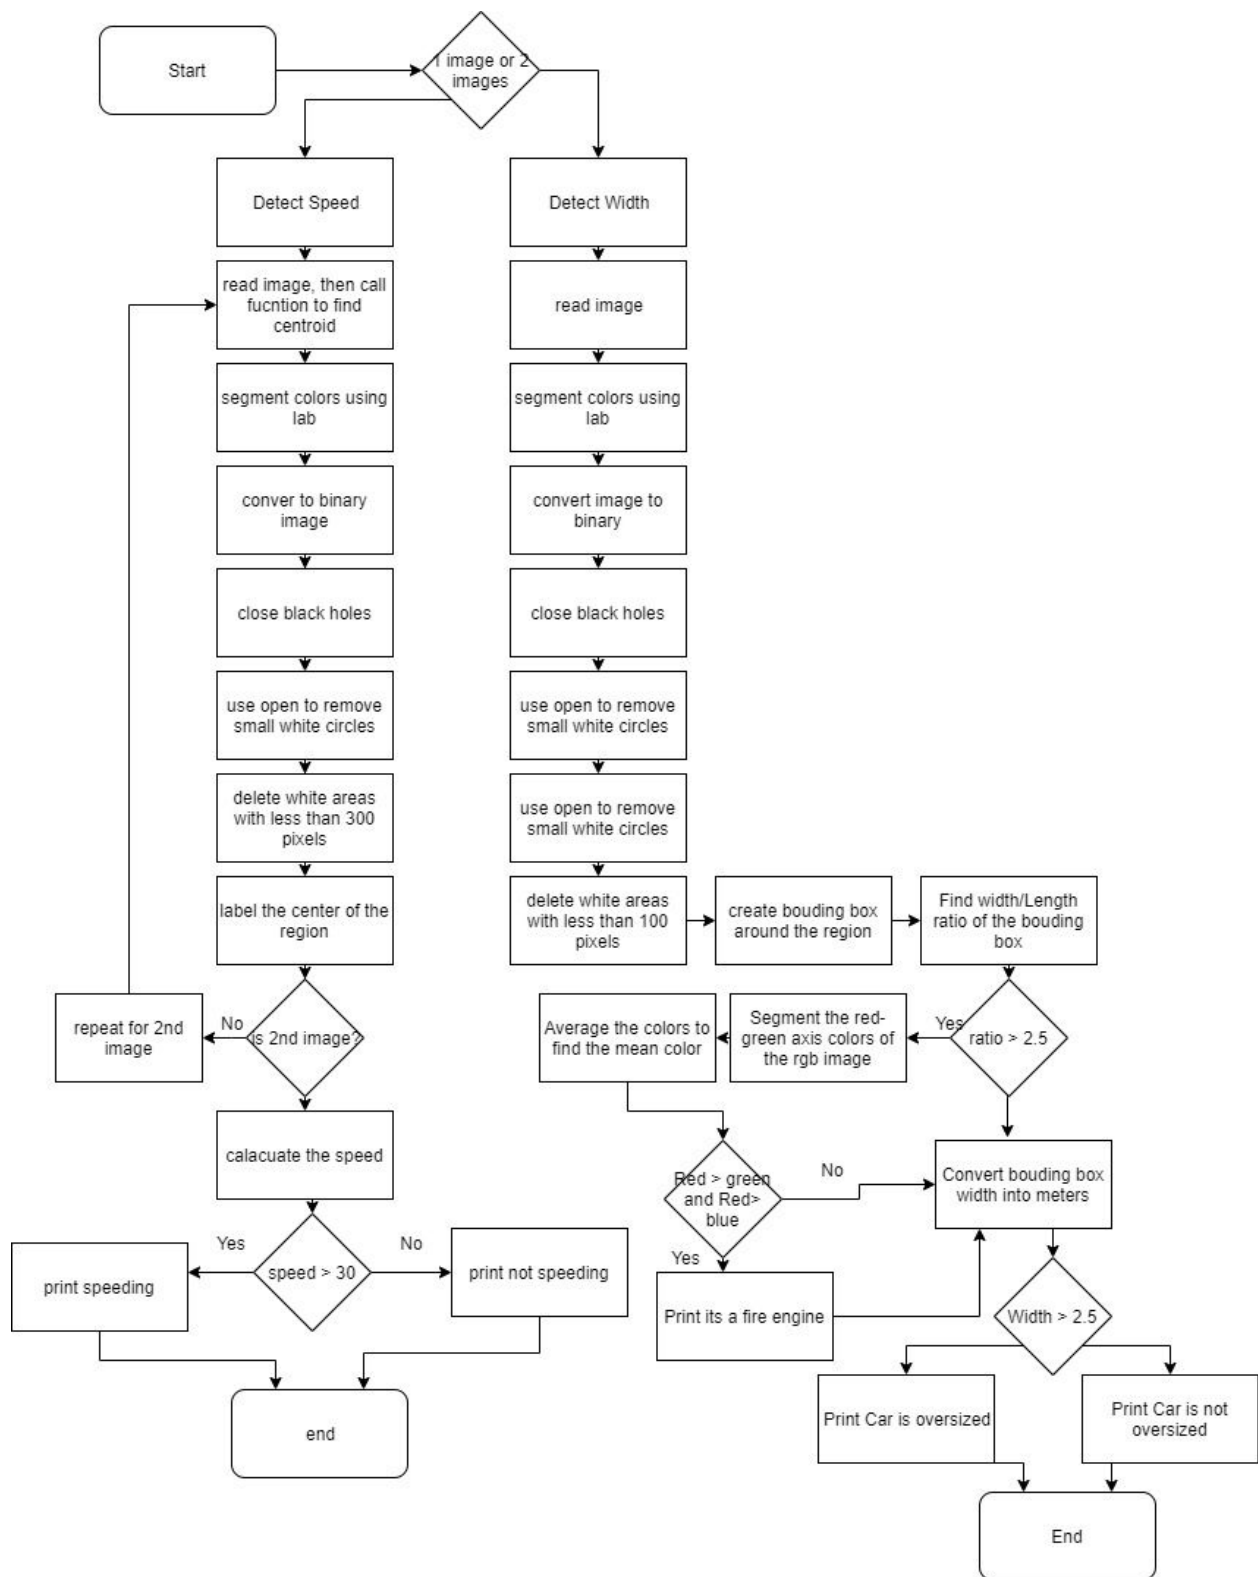 Start
1 image or 2
images
Detect Speed
Detect Width
read image, then call
fucntion to find
centroid
read image
segment colors using
lab
segment colors using
lab
conver to binary
image
convert image to
binary
close black holes
close black holes
use open to remove
small white circles
use open to remove
small white circles
delete white areas
with less than 300
pixels
use open to remove
small white circles
label the center of the
region
delete white areas
with less than 100
pixels
create bouding box
around the region
Find width/Length
ratio of the bouding
box
repeat for 2nd
image
No
is 2nd image?
Average the colors to
find the mean color
Segment the red-
green axis colors of
the rgb image
Yes
ratio > 2.5
calacuate the speed
Red > green
and Red>
blue
No
Convert bouding box
width into meters
Yes
print speeding
Yes
speed > 30
No
print not speeding
Print its a fire engine
Width > 2.5
Print Car is oversized
Print Car is not
oversized
end
End